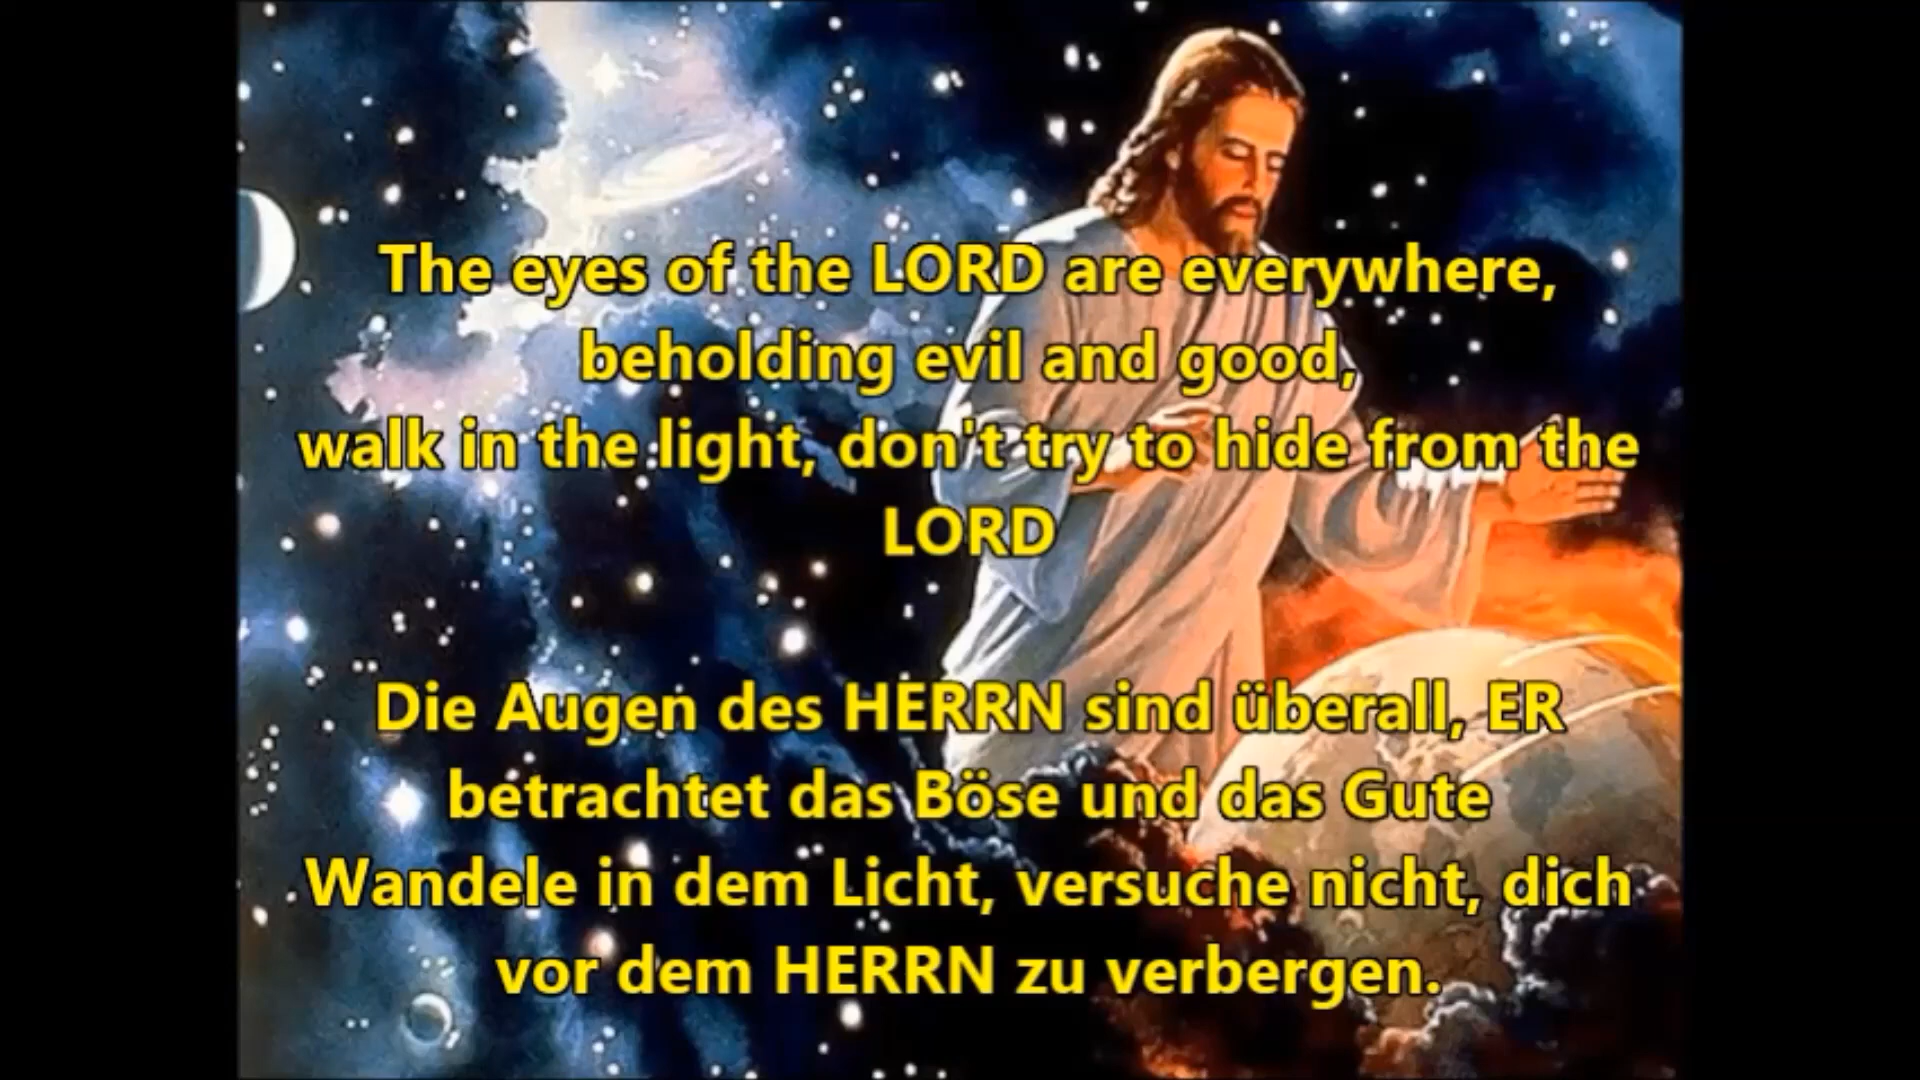 The eyes of the LORD are everywhere,
beholding evil and good,
walk in the light, don't try to hide from the
LORD
Die Augen des HERRN sind überall, ER
betrachtet das Böse und das Gute
Wandele in dem Licht, versuche nicht, dich
vor dem HERRN zu verbergen.